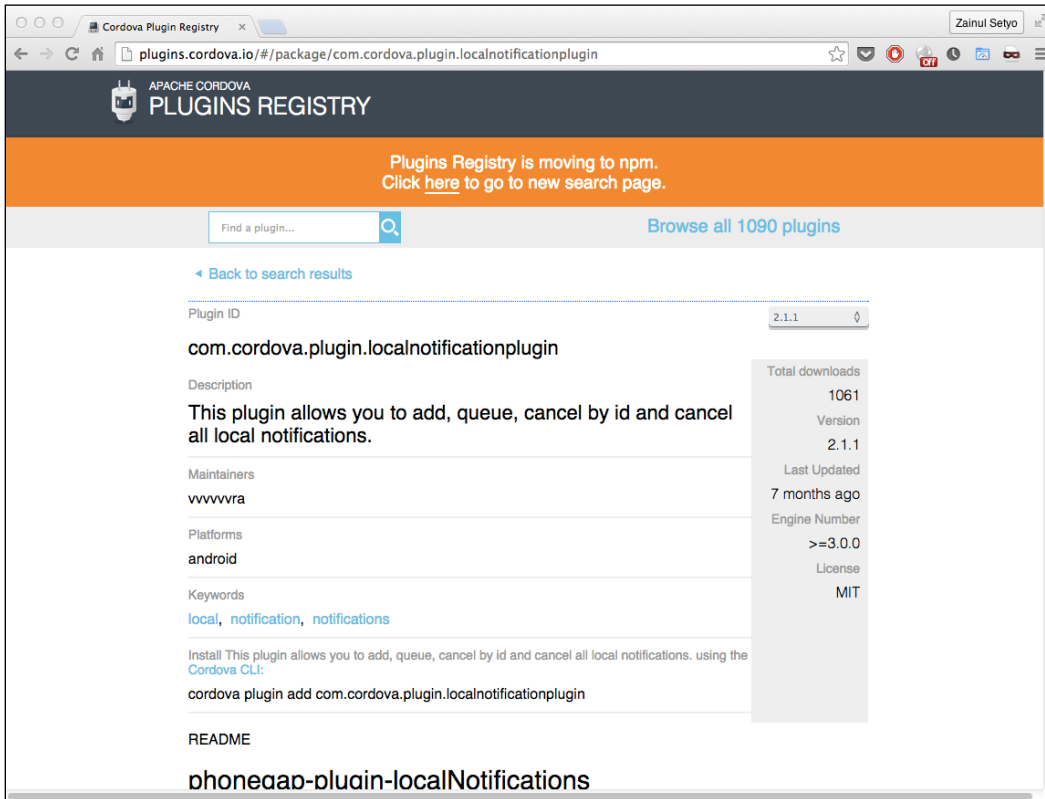 Cordova Plugin Registry
Zainul Setyo
plugins.cordova.io/#/package/com.cordova.plugin.localnotificationplugin
Off
APACHE CORDOVA
PLUGINS REGISTRY
Plugins Registry is moving to npm.
Click here to go to new search page.
Find a plugin...
Browse all 1090 plugins
Back to search results
Plugin ID
2.1.1
com.cordova.plugin.localnotificationplugin
Description
This plugin allows you to add, queue, cancel by id and cancel
all local notifications.
Maintainers
vvvvvvra
Platforms
android
Keywords
local, notification, notifications
Install This plugin allows you to add, queue, cancel by id and cancel all local notifications. using the
Cordova CLI:
cordova plugin add com.cordova.plugin.localnotificationplugin
Total downloads
1061
Version
2.1.1
Last Updated
7 months ago
Engine Number
>=3.0.0
License
MIT
README
phonegap-plugin-localNotifications